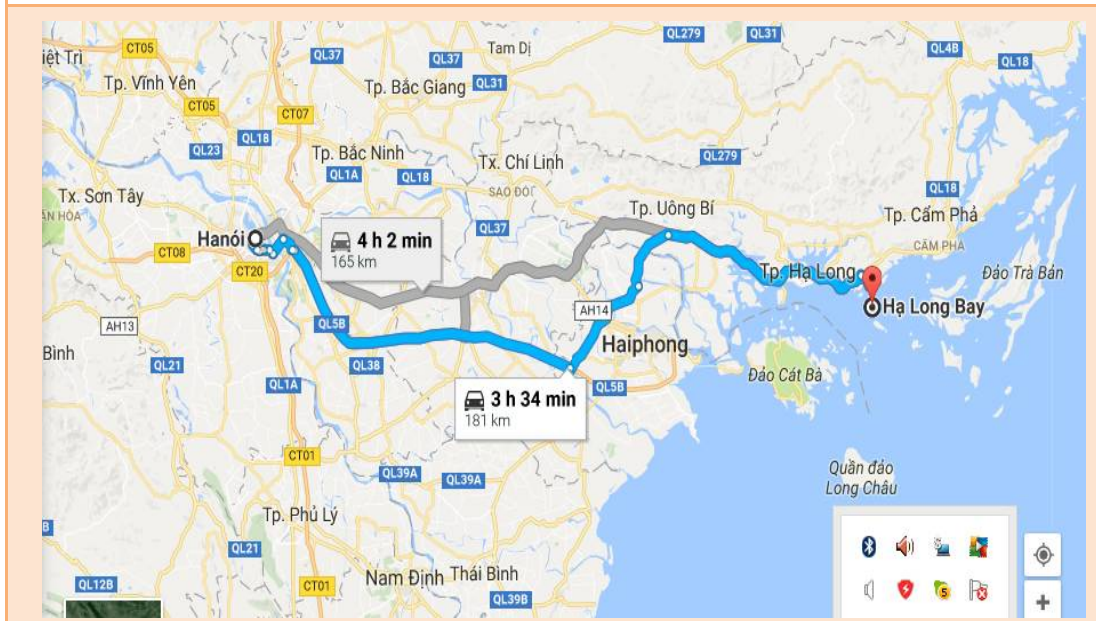 QL279
QL31
CT05
QL37
QL37
Tam Dị
QL4B
iệt Trì
QL18
Tp. Vĩnh Yên
Tp. Bắc Giang
QL31
CT05
CT07
QL18
QL23
Tp. Bắc Ninh
Tx. Chí Linh
QL279
QL1A
QL18
SAO ĐỎ
QL18
Tx. Sơn Tây
Tp. Uông Bí
Tp. Cẩm Phả
ĂN HÓA
QL37
Hanói
4 h 2 min
165 km
CẨM PHẢ
CT08
CT20
Tp. Hạ Long
Đảo Trà Bản
Hạ Long Bay
AH14
AH13
QL5B
Haiphong
Bình
QL21
QL38
Đảo Cát Bà
QL1A
3 h 34 min
181 km
QL5B
CT01
QL39A
QL39A
Quần đảo
Long Châu
Tp. Phủ Lý
B
QL21
QL12B
CT01
Nam Định
Thái Bình
QL39B
S
+